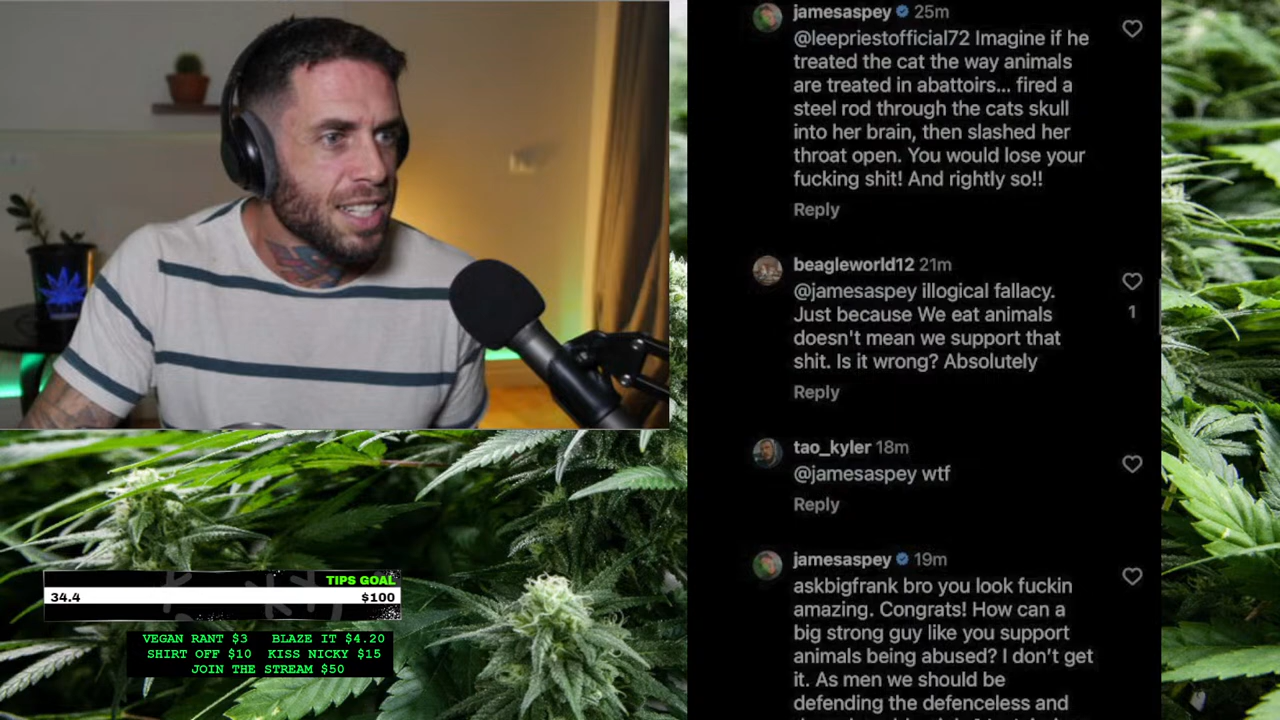 jamesaspey 25m
@leepriestofficial72 Imagine if he
treated the cat the way animals
are treated in abattoirs... fired a
steel rod through the cats skull
into her brain, then slashed her
throat open. You would lose your
fucking shit! And rightly so!!
Reply
beagleworld12 21m
@jamesaspey illogical fallacy.
Just because We eat animals
doesn't mean we support that
shit. Is it wrong? Absolutely
1
Reply
tao_kyler 18m
@jamesaspey wtf
Reply
jamesaspey 19m
askbigfrank bro you look fuckin
amazing. Congrats! How can a
big strong guy like you support
animals being abused? I don't get
it. As men we should be
defending the defenceless and
TIPS GOAL
34.4 $100
VEGAN RANT $3 BLAZE IT $4.20
SHIRT OFF $10 KISS NICKY $15
JOIN THE STREAM $50